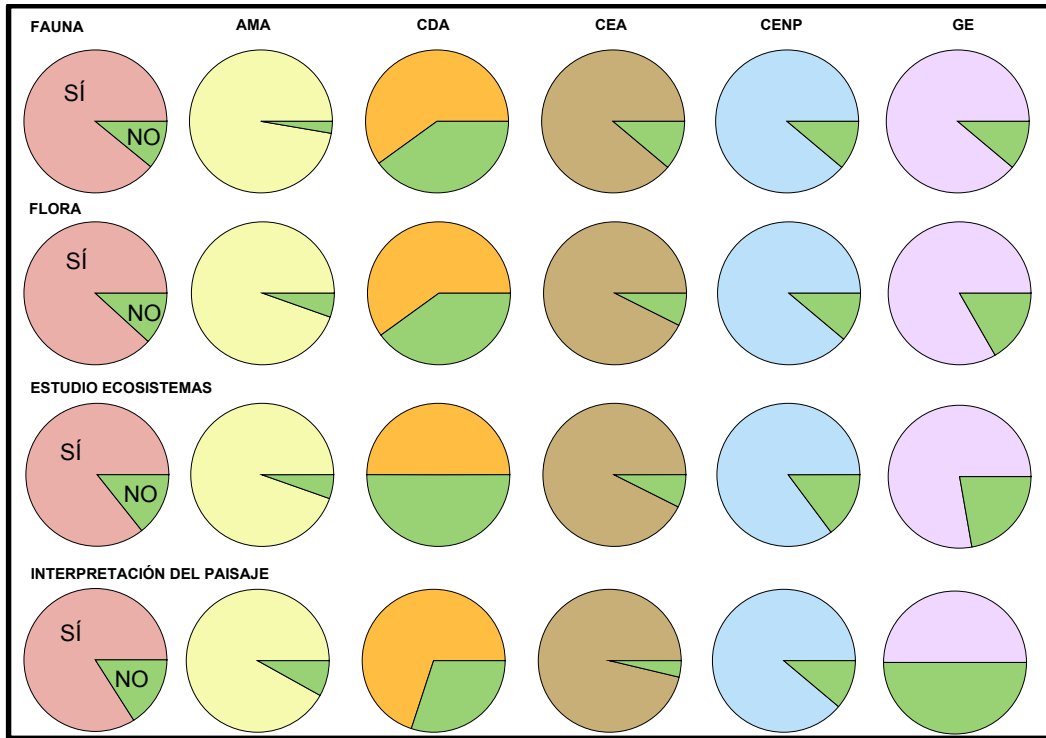 FAUNA AMA CDA CEA CENP GE
SÍ
NO
FLORA
SÍ
NO
ESTUDIO ECOSISTEMAS
SÍ
NO
INTERPRETACIÓN DEL PAISAJE
SÍ
NO